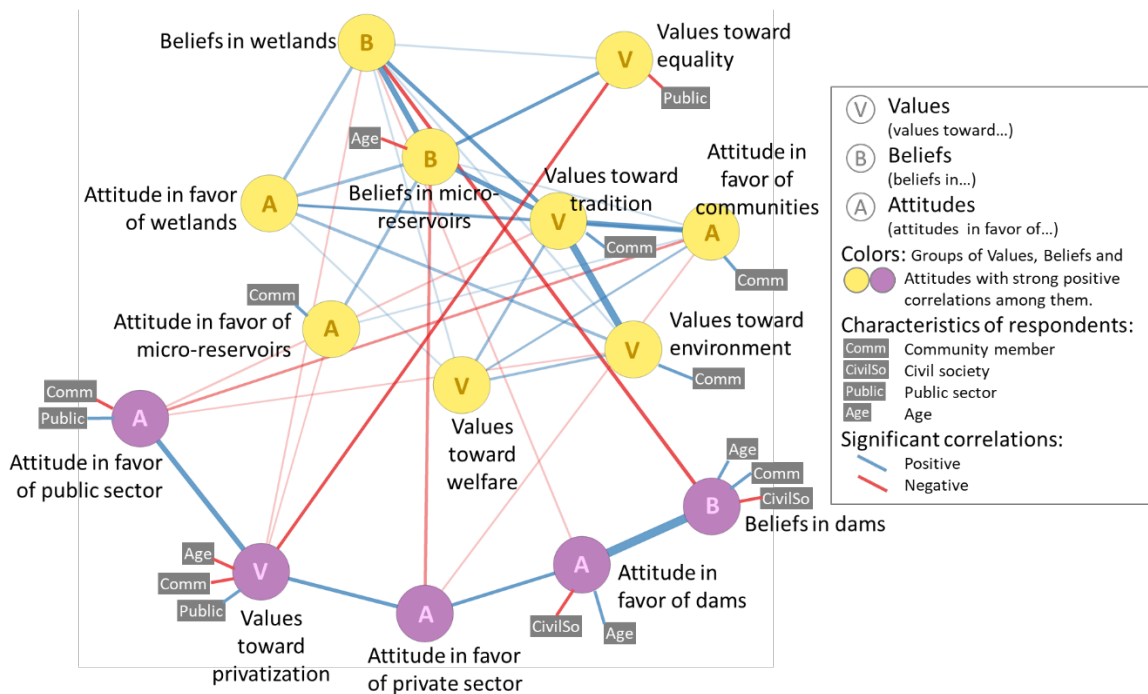 Beliefs in wetlands
B
Values toward
equality
V
Public
Age
B
Beliefs in micro-
reservoirs
Attitude in favor
of wetlands
A
Values toward
tradition
V
Comm
Attitude in
favor of
communities
A
Comm
Comm
Attitude in favor of
micro-reservoirs
A
Values toward
environment
V
Comm
V
Values
toward
welfare
Comm
Public
A
Attitude in favor
of public sector
Age
Comm
CivilSo
B
Beliefs in dams
Age
Comm
Public
V
Values
toward
privatization
A
Attitude in favor
of private sector
A
Attitude in
favor of dams
CivilSo
Age
V
Values
(values toward…)
B
Beliefs
(beliefs in…)
A
Attitudes
(attitudes in favor of…)
Colors: Groups of Values, Beliefs and
Attitudes with strong positive
correlations among them.
Characteristics of respondents:
Comm Community member
CivilSo Civil society
Public Public sector
Age Age
Significant correlations:
Positive
Negative